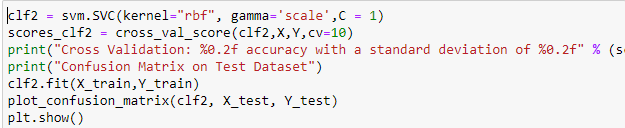 clf2 = svm.SVC(kernel="rbf", gamma='scale',C = 1)
scores_clf2 = cross_val_score(clf2,X,Y,cv=10)
print("Cross Validation: %0.2f accuracy with a standard deviation of %0.2f" % (s
print("Confusion Matrix on Test Dataset")
clf2.fit(X_train,Y_train)
plot_confusion_matrix(clf2, X_test, Y_test)
plt.show()